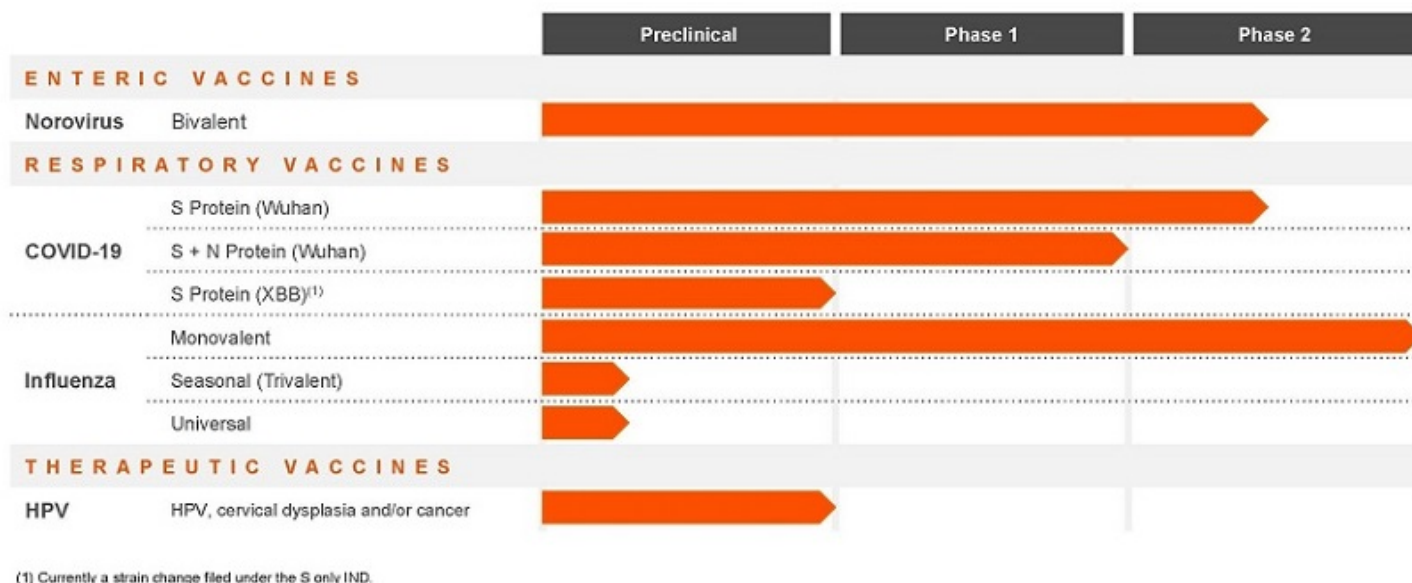 Preclinical Phase 1 Phase 2
ENTERIC VACCINES
Norovirus Bivalent
RESPIRATORY VACCINES
S Protein (Wuhan)
COVID-19 S + N Protein (Wuhan)
S Protein (XBB)(1)
Monovalent
Influenza Seasonal (Trivalent)
Universal
THERAPEUTIC VACCINES
HPV HPV, cervical dysplasia and/or cancer
(1) Currently a strain change filed under the S only IND.